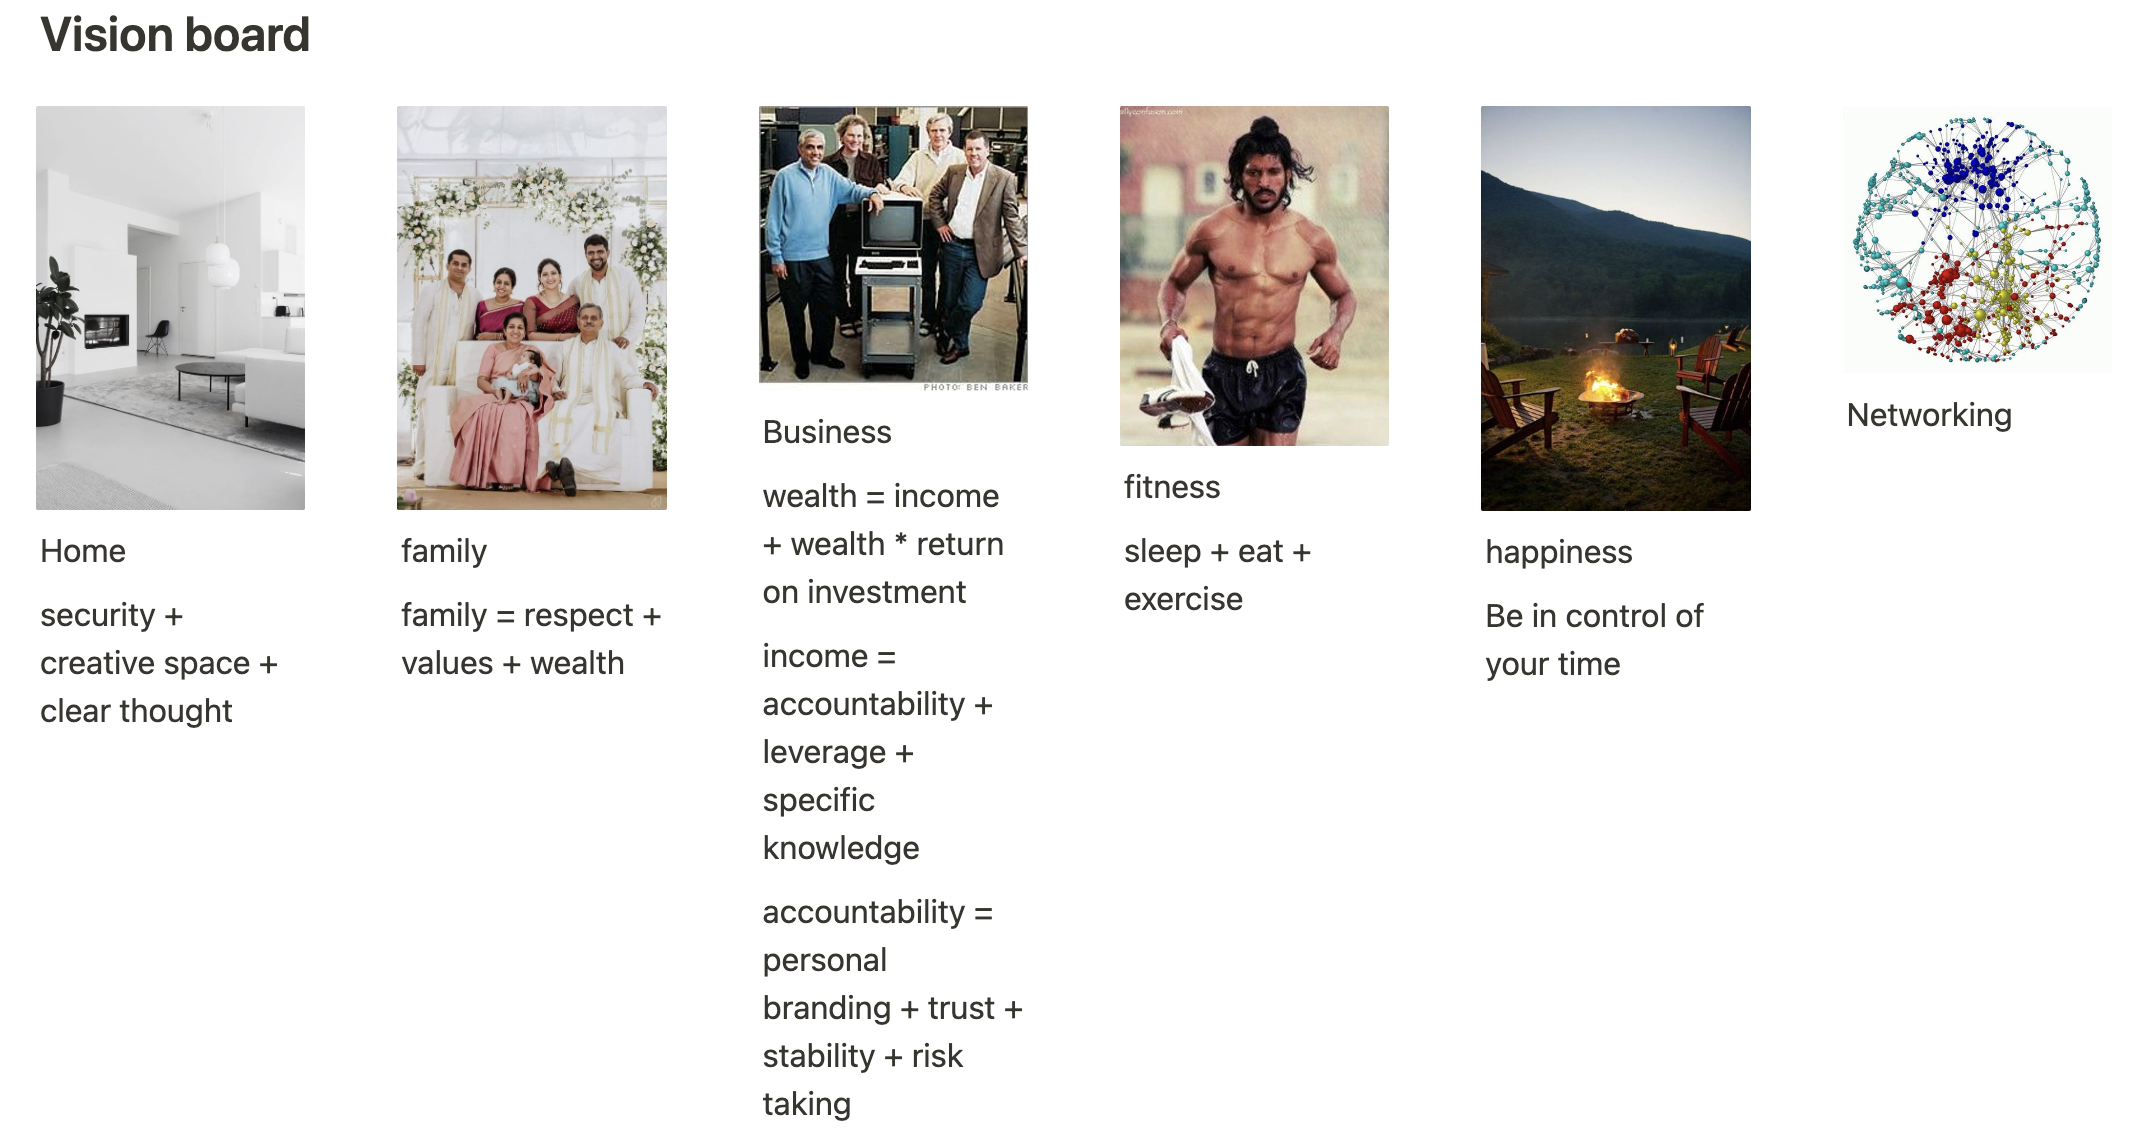 Vision board
PHOTO: BEN BAKER
Home
security +
creative space +
clear thought
family
family = respect +
values + wealth
Business
wealth = income
+ wealth * return
on investment
income =
accountability +
leverage +
specific
knowledge
accountability =
personal
branding + trust +
stability + risk
taking
fitness
sleep + eat +
exercise
happiness
Be in control of
your time
Networking